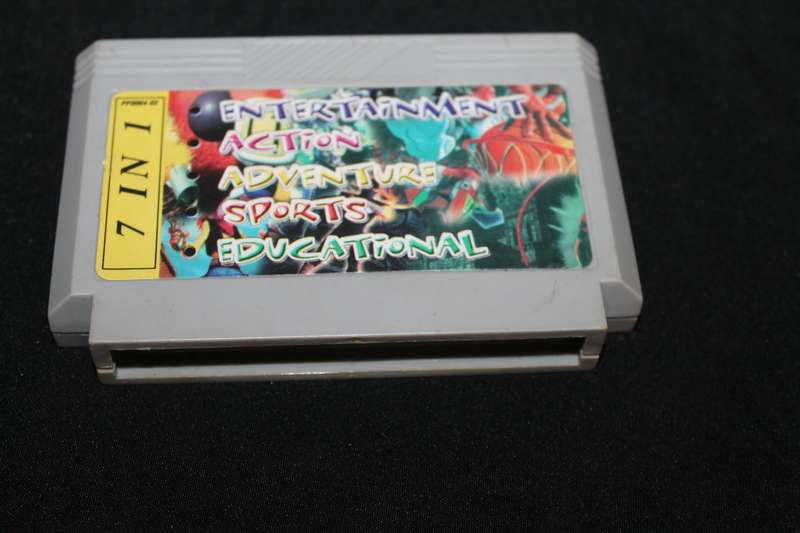 7 IN 1
ENTERTAINMENT
ACTION
ADVENTURE
SPORTS
EDUCATIONAL